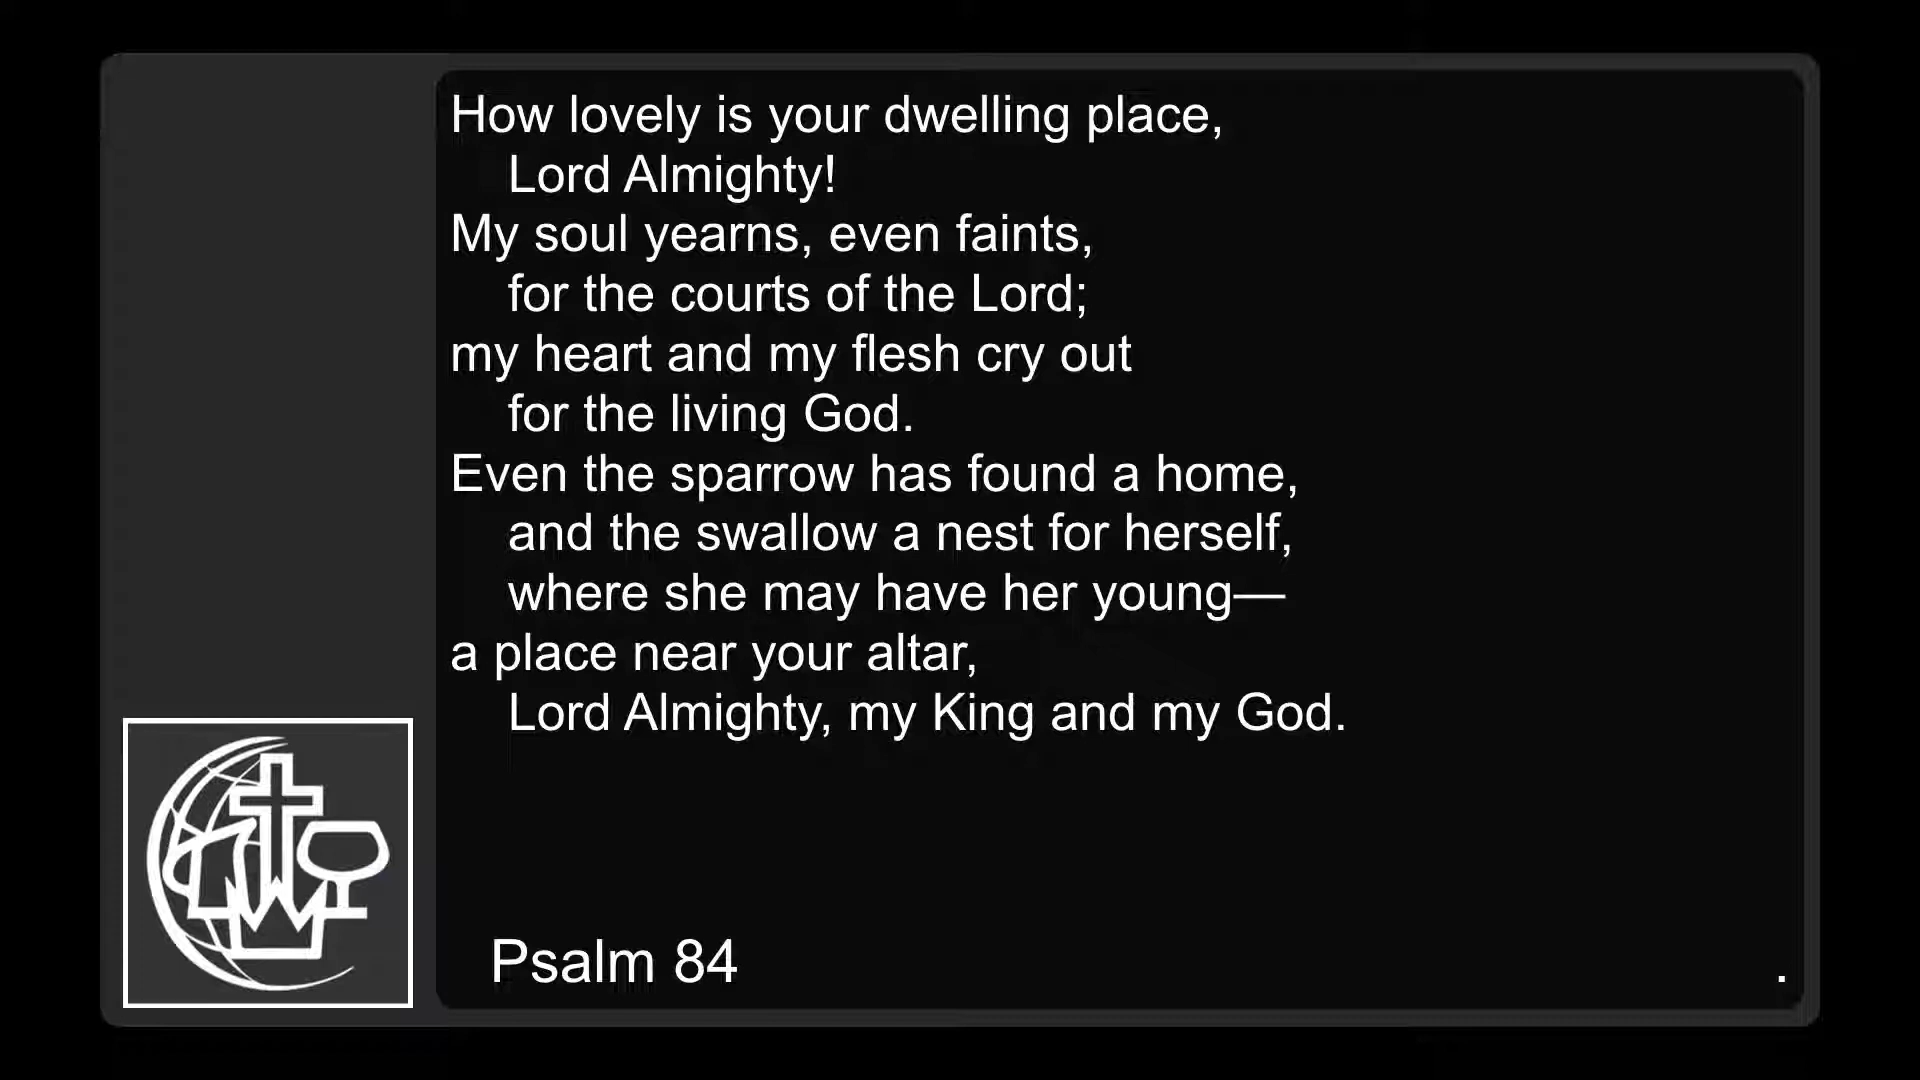 How lovely is your dwelling place,
Lord Almighty!
My soul yearns, even faints,
for the courts of the Lord;
my heart and my flesh cry out
for the living God.
Even the sparrow has found a home,
and the swallow a nest for herself,
where she may have her young—
a place near your altar,
Lord Almighty, my King and my God.
Psalm 84
.